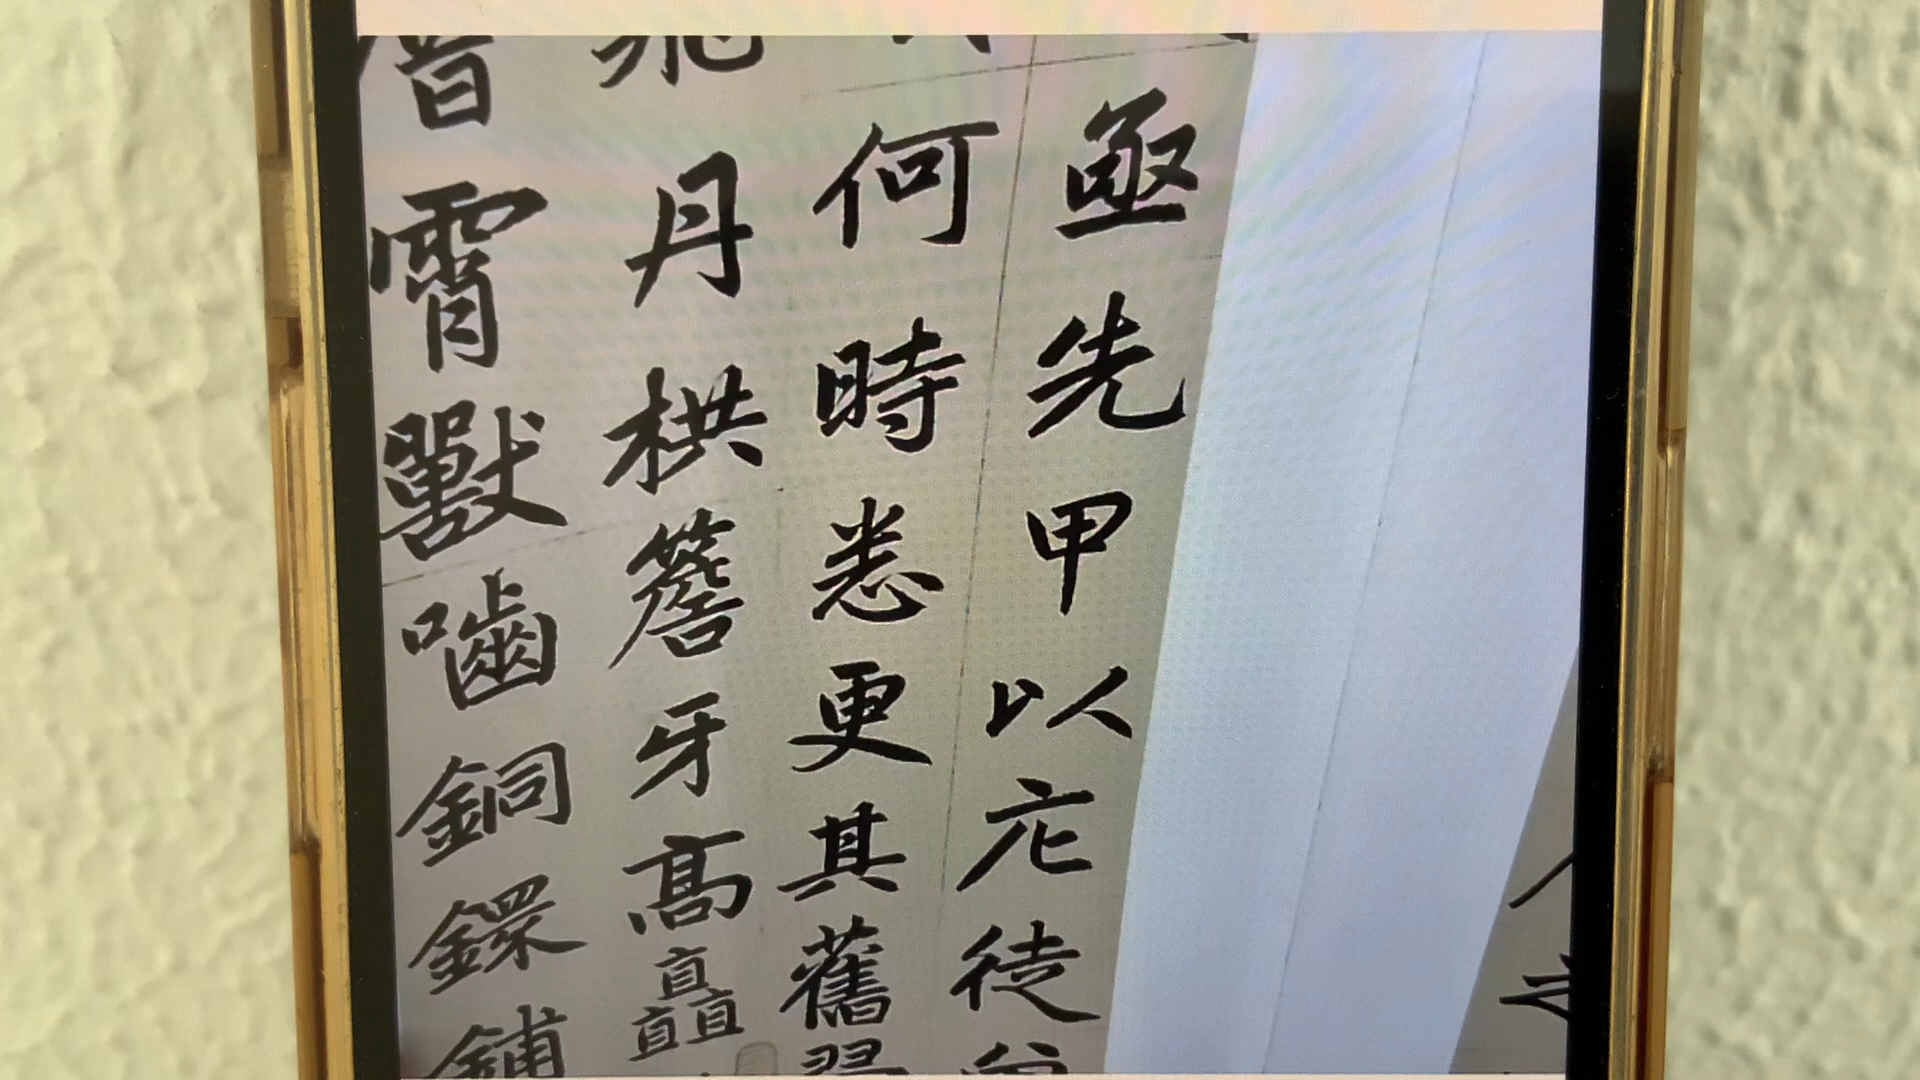 亟先甲以庀徒
何時悉更其舊
丹栱簷牙高矗
霄獸嚙銅鐶鋪